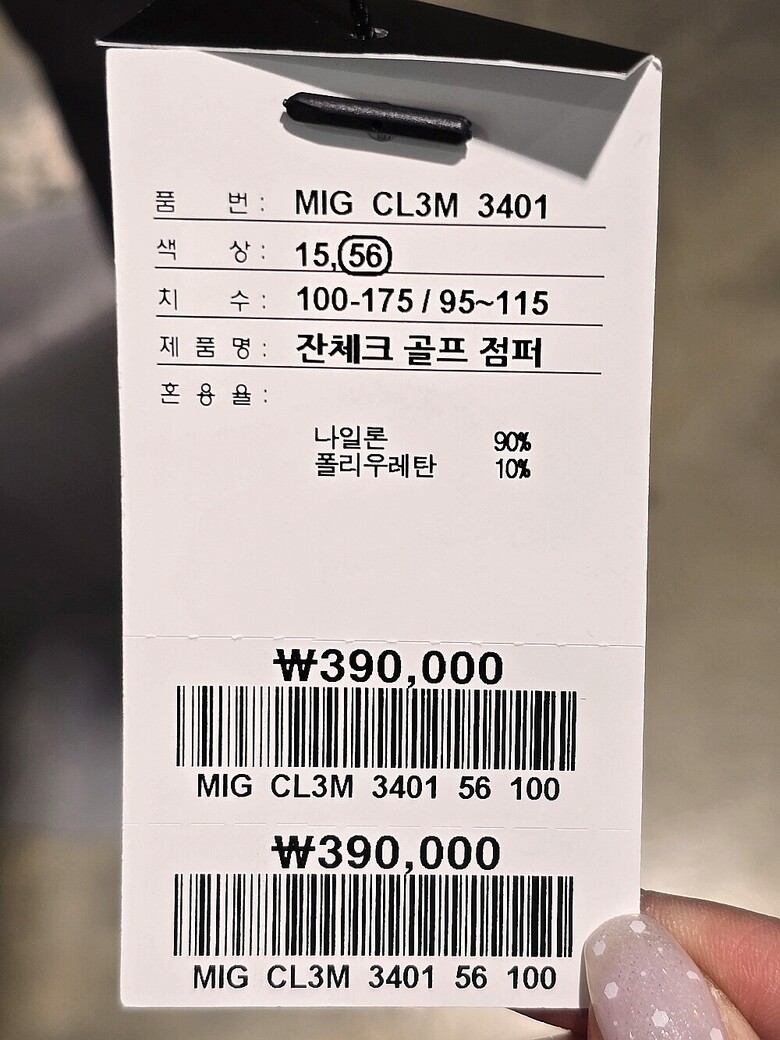 품 번 : MIG CL3M 3401
색 상 : 15,56
치 수 : 100-175 / 95~115
제 품 명 : 잔체크 골프 점퍼
혼 용 율 :
나일론 90%
폴리우레탄 10%
₩390,000
MIG CL3M 3401 56 100
₩390,000
MIG CL3M 3401 56 100